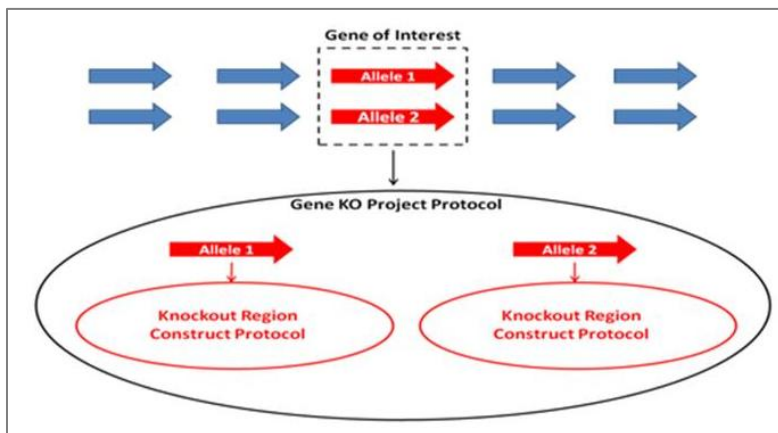 Gene of Interest
Allele 1
Allele 2
Gene KO Project Protocol
Allele 1
Allele 2
Knockout Region
Construct Protocol
Knockout Region
Construct Protocol